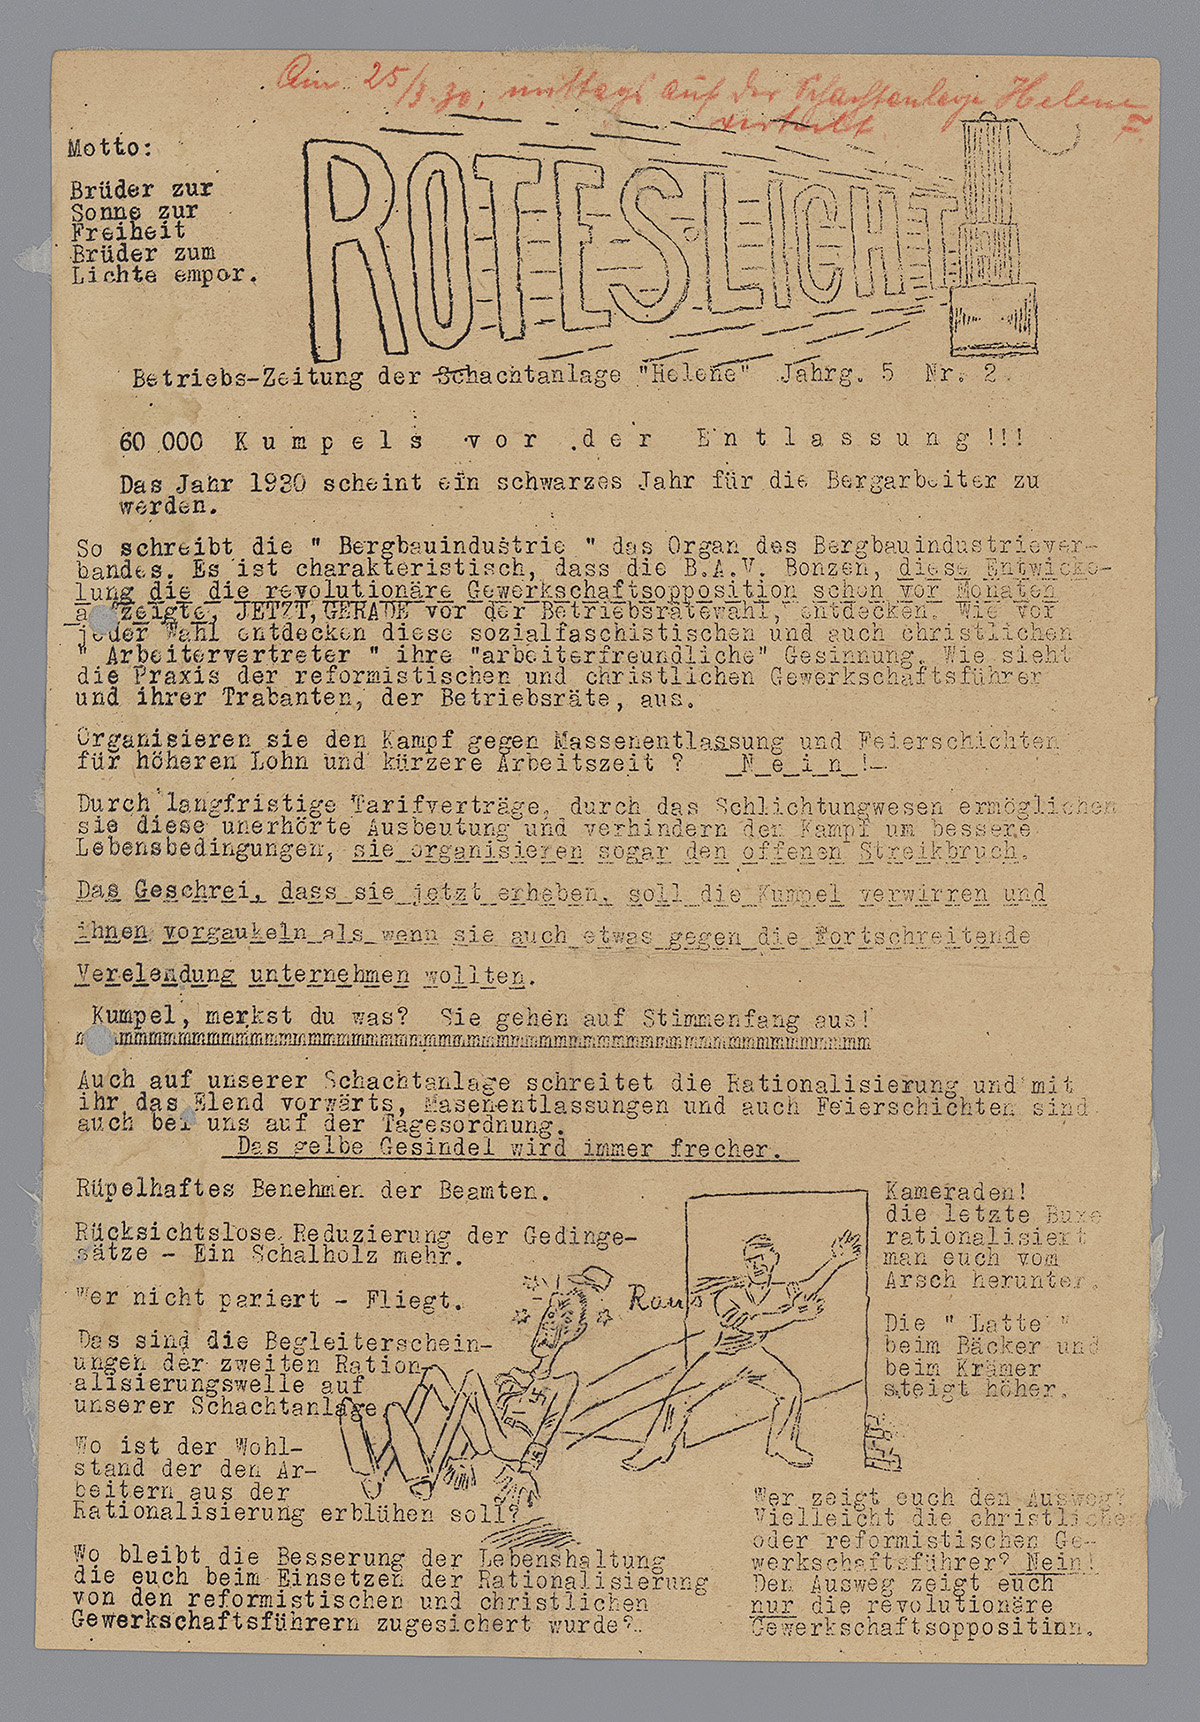 Am 25/3.30. mittags auf der Schachtanlage Helene
verteilt
F.
Motto:
Brüder zur
Sonne zur
Freiheit
Brüder zum
Lichte empor.
ROTES LICHT
Betriebs-Zeitung der Schachtanlage "Helene" Jahrg. 5 Nr. 2
60 000 Kumpels vor der Entlassung!!!
Das Jahr 1930 scheint ein schwarzes Jahr für die Bergarbeiter zu
werden.
So schreibt die " Bergbauindustrie " das Organ des Bergbauindustriever-
bandes. Es ist charakteristisch, dass die B.A.V. Bonzen, diese Entwicke-
lung die die revolutionäre Gewerkschaftsopposition schon vor Monaten
zeigte, JETZT, GERADE vor der Betriebsrätewahl, entdecken. Wie vor
jeder Wahl entdecken diese sozialfaschistischen und auch christlichen
" Arbeitervertreter " ihre "arbeiterfreundliche" Gesinnung. Wie sieht
die Praxis der reformistischen und christlichen Gewerkschaftsführer
und ihrer Trabanten, der Betriebsräte, aus.
Organisieren sie den Kampf gegen Massenentlassung und Feierschichten
für höheren Lohn und kürzere Arbeitszeit ? _N_e_i_n_!_
Durch langfristige Tarifverträge, durch das Schlichtungwesen ermöglichen
sie diese unerhörte Ausbeutung und verhindern den Kampf um bessere
Lebensbedingungen, sie organisieren sogar den offenen Streikbruch.
Das Geschrei, dass sie jetzt erheben, soll die Kumpel verwirren und
ihnen vorgaukeln als wenn sie auch etwas gegen die Fortschreitende
Verelendung unternehmen wollten.
Kumpel, merkst du was? Sie gehen auf Stimmenfang aus!
Auch auf unserer Schachtanlage schreitet die Rationalisierung und mit
ihr das Elend vorwärts, Masenentlassungen und auch Feierschichten sind
auch bei uns auf der Tagesordnung.
Das gelbe Gesindel wird immer frecher.
Rüpelhaftes Benehmen der Beamten.
Rücksichtslose Reduzierung der Gedinge-
sätze - Ein Schalholz mehr.
Wer nicht pariert - Fliegt.
Das sind die Begleiterschein-
ungen der zweiten Ration-
alisierungswelle auf
unserer Schachtanlage
Wo ist der Wohl-
stand der den Ar-
beitern aus der
Rationalisierung erblühen soll?
Wo bleibt die Besserung der Lebenshaltung
die euch beim Einsetzen der Rationalisierung
von den reformistischen und christlichen
Gewerkschaftsführern zugesichert wurde?
Raus
Kameraden!
die letzte Buxe
rationalisiert
man euch vom
Arsch herunter.
Die " Latte "
beim Bäcker und
beim Krämer
steigt höher.
Wer zeigt euch den Ausweg?
Vielleicht die christlichen
oder reformistischen Ge-
werkschaftsführer? Nein!
Den Ausweg zeigt euch
nur die revolutionäre
Gewerkschaftsoppositinn.